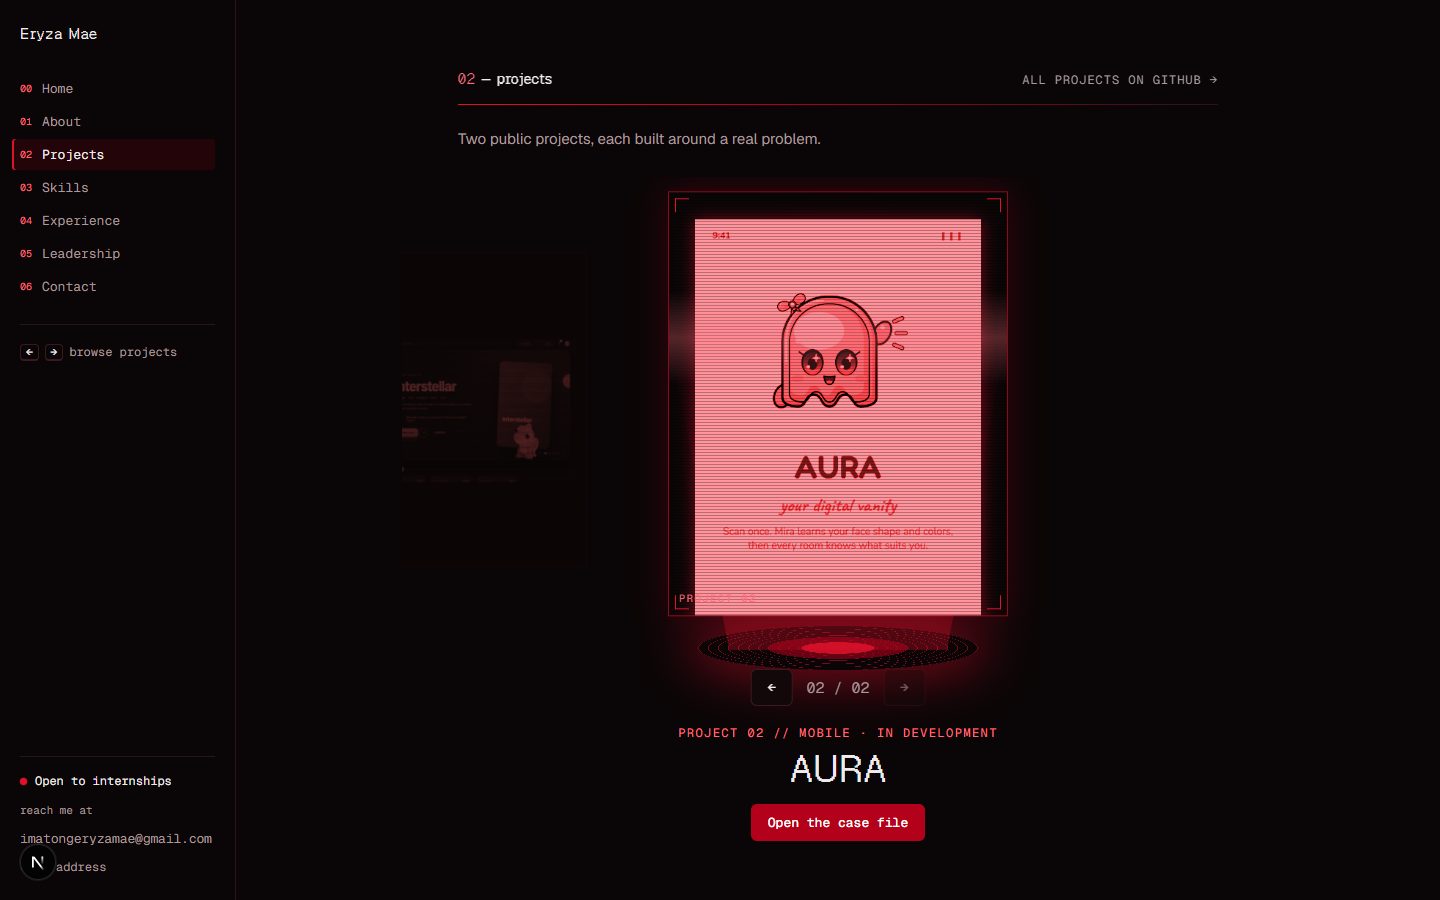 Eryza Mae
00 Home
01 About
02 Projects
03 Skills
04 Experience
05 Leadership
06 Contact
← → browse projects
Open to internships
reach me at
imatongeryzamae@gmail.com
N address
02 — projects
ALL PROJECTS ON GITHUB →
Two public projects, each built around a real problem.
nterstellar
9:41
AURA
your digital vanity
Scan once. Mira learns your face shape and colors,
then every room knows what suits you.
PROJECT 02
← 02 / 02 →
PROJECT 02 // MOBILE · IN DEVELOPMENT
AURA
Open the case file